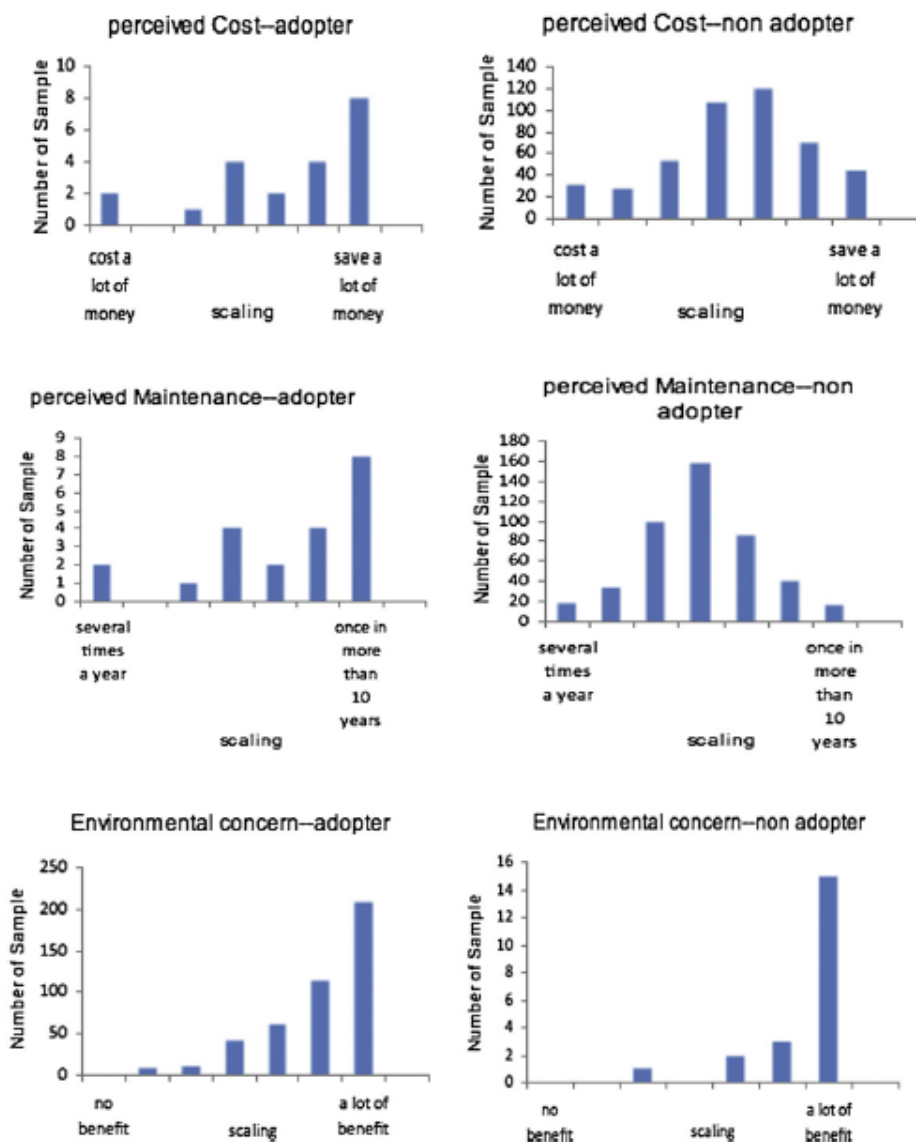 perceived Cost--adopter
Number of Sample
10
8
6
4
2
0
cost a
lot of
money
scaling
save a
lot of
money
perceived Cost--non adopter
Number of Sample
140
120
100
80
60
40
20
0
cost a
lot of
money
scaling
save a
lot of
money
perceived Maintenance--adopter
Number of Sample
9
8
7
6
5
4
3
2
1
0
several
times
a year
once in
more
than
10
years
scaling
perceived Maintenance--non
adopter
Number of Sample
180
160
140
120
100
80
60
40
20
0
several
times
a year
once in
more
than
10
years
scaling
Environmental concern--adopter
Number of Sample
250
200
150
100
50
0
no
benefit
scaling
a lot of
benefit
Environmental concern--non adopter
Number of Sample
16
14
12
10
8
6
4
2
0
no
benefit
scaling
a lot of
benefit